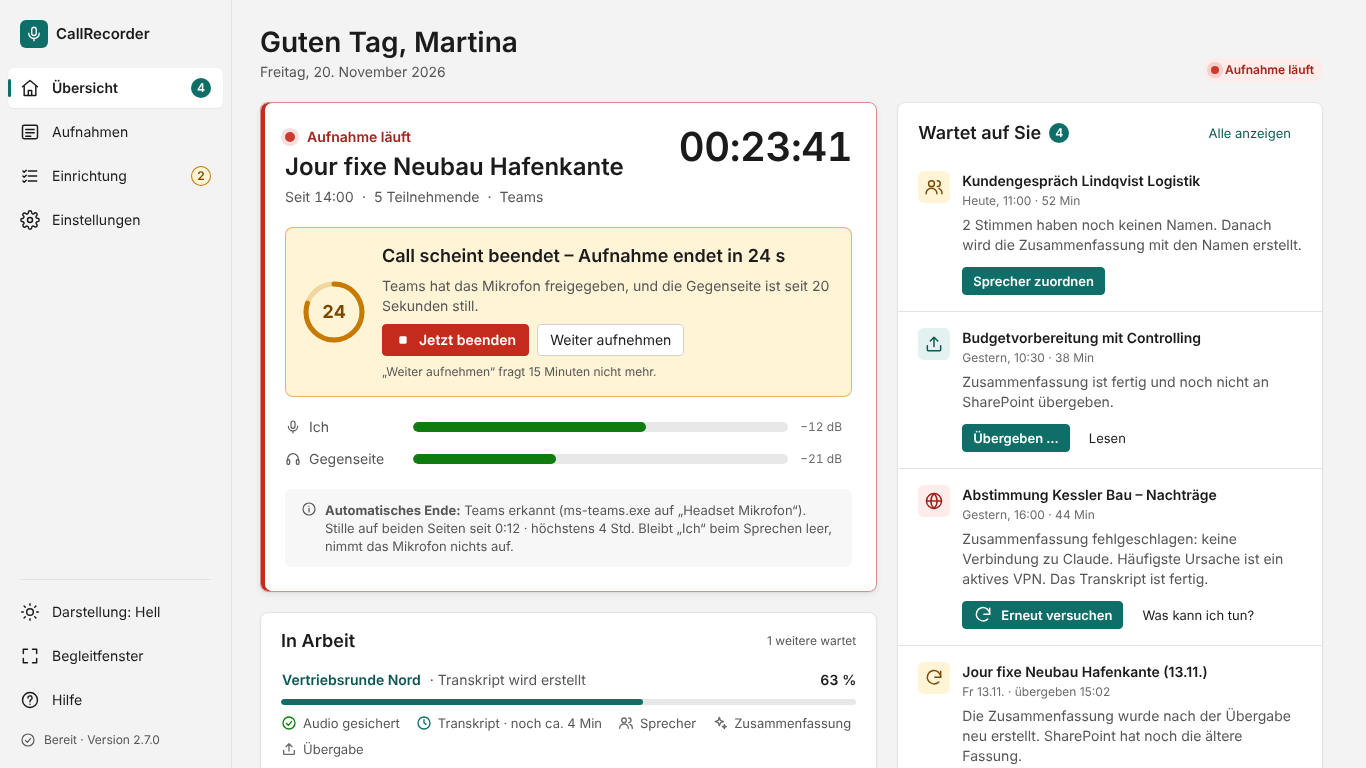 CallRecorder
Übersicht
4
Aufnahmen
Einrichtung
2
Einstellungen
Darstellung: Hell
Begleitfenster
Hilfe
Bereit · Version 2.7.0
Guten Tag, Martina
Freitag, 20. November 2026
Aufnahme läuft
Aufnahme läuft
00:23:41
Jour fixe Neubau Hafenkante
Seit 14:00 · 5 Teilnehmende · Teams
Call scheint beendet – Aufnahme endet in 24 s
24
Teams hat das Mikrofon freigegeben, und die Gegenseite ist seit 20
Sekunden still.
Jetzt beenden
Weiter aufnehmen
„Weiter aufnehmen“ fragt 15 Minuten nicht mehr.
Ich
−12 dB
Gegenseite
−21 dB
Automatisches Ende: Teams erkannt (ms-teams.exe auf „Headset Mikrofon“).
Stille auf beiden Seiten seit 0:12 · höchstens 4 Std. Bleibt „Ich“ beim Sprechen leer,
nimmt das Mikrofon nichts auf.
In Arbeit
1 weitere wartet
Vertriebsrunde Nord · Transkript wird erstellt
63 %
Audio gesichert
Transkript · noch ca. 4 Min
Sprecher
Zusammenfassung
Übergabe
Wartet auf Sie
4
Alle anzeigen
Kundengespräch Lindqvist Logistik
Heute, 11:00 · 52 Min
2 Stimmen haben noch keinen Namen. Danach
wird die Zusammenfassung mit den Namen erstellt.
Sprecher zuordnen
Budgetvorbereitung mit Controlling
Gestern, 10:30 · 38 Min
Zusammenfassung ist fertig und noch nicht an
SharePoint übergeben.
Übergeben …
Lesen
Abstimmung Kessler Bau – Nachträge
Gestern, 16:00 · 44 Min
Zusammenfassung fehlgeschlagen: keine
Verbindung zu Claude. Häufigste Ursache ist ein
aktives VPN. Das Transkript ist fertig.
Erneut versuchen
Was kann ich tun?
Jour fixe Neubau Hafenkante (13.11.)
Fr 13.11. · übergeben 15:02
Die Zusammenfassung wurde nach der Übergabe
neu erstellt. SharePoint hat noch die ältere
Fassung.